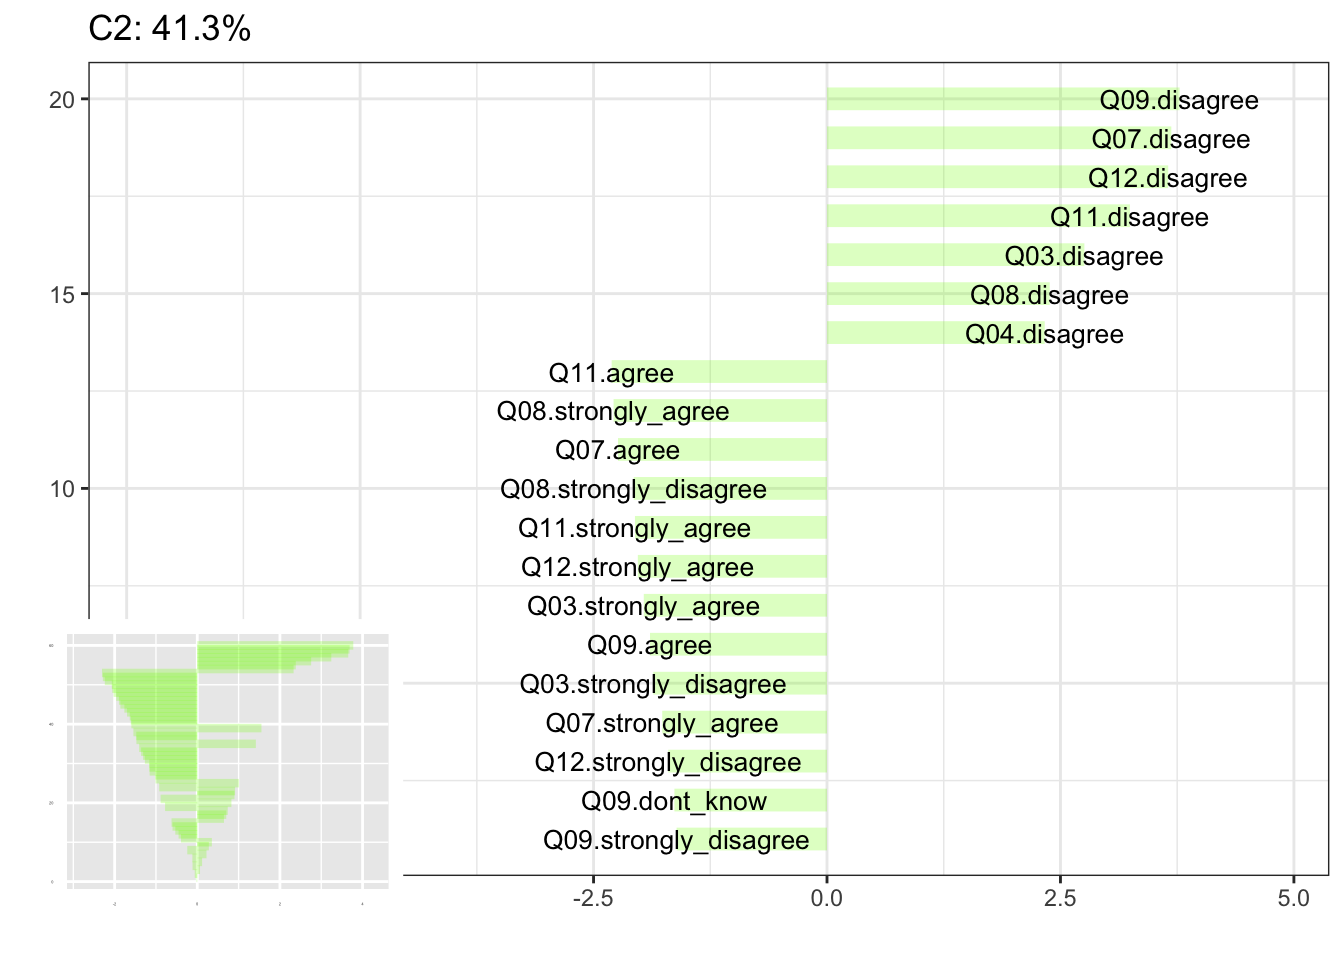 C2: 41.3%
20
Q09.disagree
Q07.disagree
Q12.disagree
Q11.disagree
Q03.disagree
15
Q08.disagree
Q04.disagree
Q11.agree
Q08.strongly_agree
Q07.agree
10
Q08.strongly_disagree
Q11.strongly_agree
Q12.strongly_agree
Q03.strongly_agree
Q09.agree
Q03.strongly_disagree
Q07.strongly_agree
Q12.strongly_disagree
Q09.dont_know
Q09.strongly_disagree
-2.5 0.0 2.5 5.0